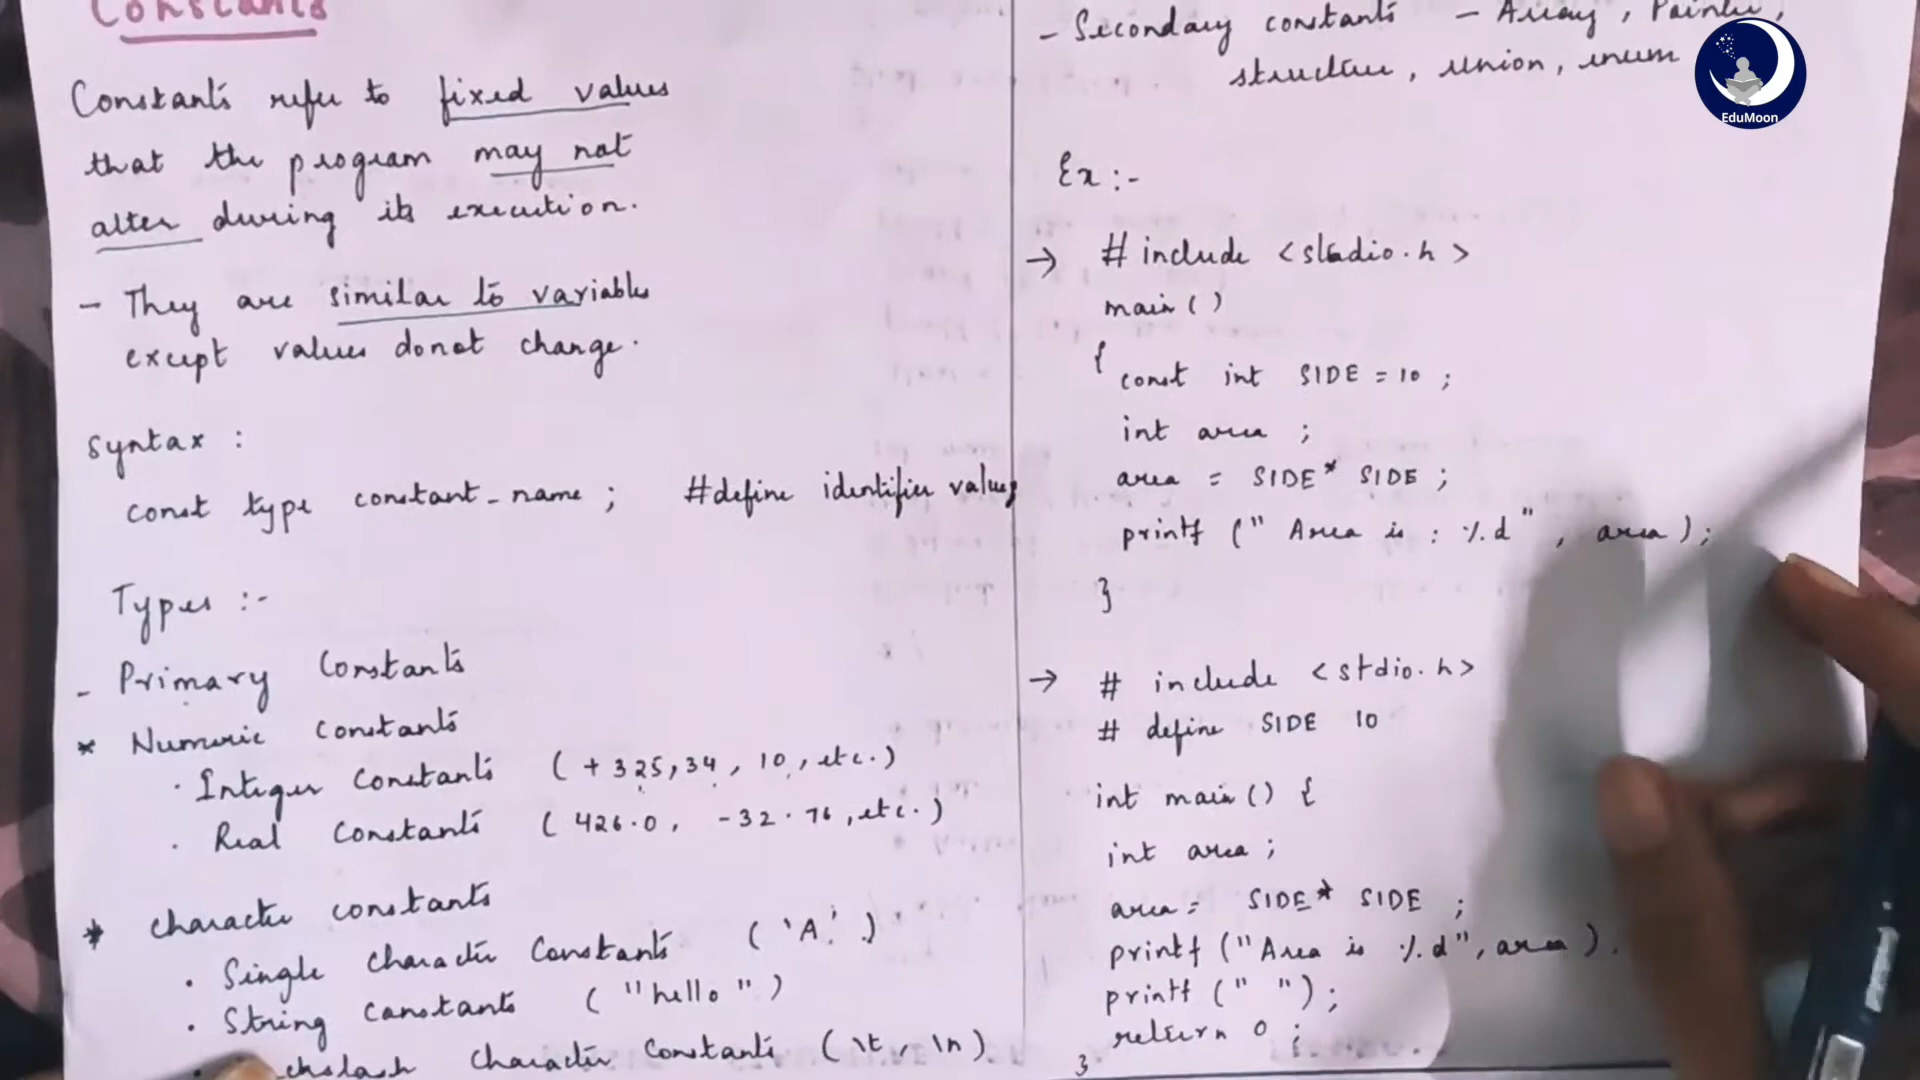 Constants
Constants refer to fixed values
that the program may not
alter during its execution.
- They are similar to variables
except values donot change.
Syntax :
const type constant_name ; #define identifier value;
Types :-
- Primary Constants
* Numeric Constants
· Integer Constants (+325, 34, 10, etc.)
· Real Constants (426.0, -32.76, etc.)
* Character constants
· Single character Constants ('A')
· String Constants ("hello")
character Constants (\t, \n)
- Secondary constants - Array, Pointer,
structure, union, enum
Ex :-
→ # include <stdio.h>
main ()
{
const int SIDE = 10 ;
int area ;
area = SIDE * SIDE ;
printf (" Area is : %d" , area ) ;
}
→ # include <stdio.h>
# define SIDE 10
int main () {
int area ;
area = SIDE * SIDE ;
printf ("Area is %d", area ).
printf (" ");
return 0 ;
}
EduMoon